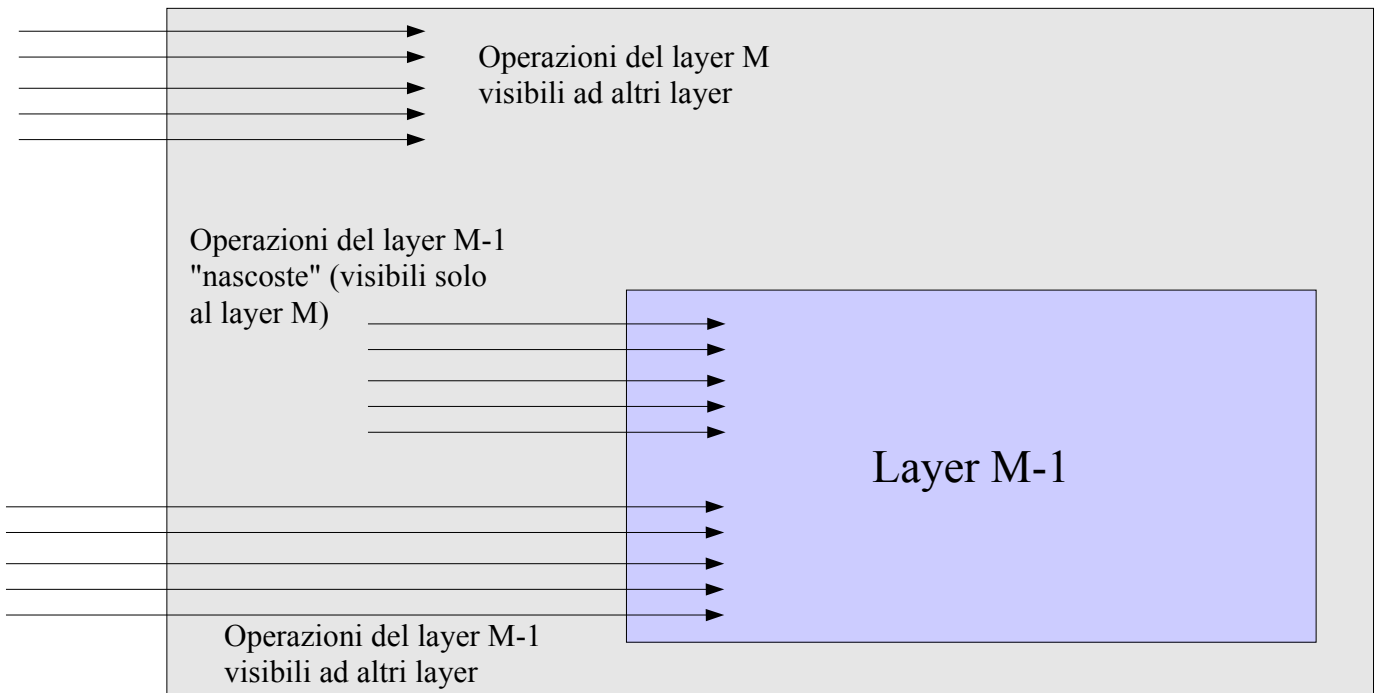 Operazioni del layer M
visibili ad altri layer
Operazioni del layer M-1
"nascoste" (visibili solo
al layer M)
Layer M-1
Operazioni del layer M-1
visibili ad altri layer